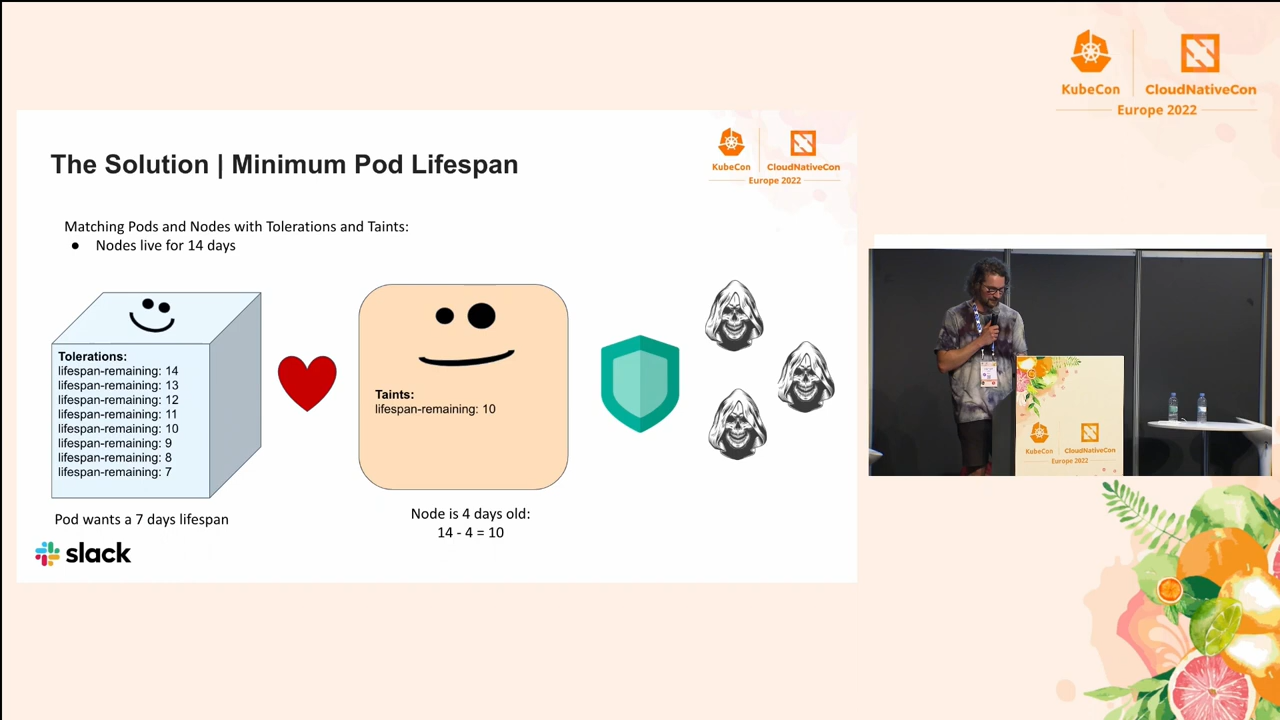 KubeCon
CloudNativeCon
Europe 2022
The Solution | Minimum Pod Lifespan
KubeCon
CloudNativeCon
Europe 2022
Matching Pods and Nodes with Tolerations and Taints:
● Nodes live for 14 days
Tolerations:
lifespan-remaining: 14
lifespan-remaining: 13
lifespan-remaining: 12
lifespan-remaining: 11
lifespan-remaining: 10
lifespan-remaining: 9
lifespan-remaining: 8
lifespan-remaining: 7
Pod wants a 7 days lifespan
Taints:
lifespan-remaining: 10
Node is 4 days old:
14 - 4 = 10
slack
KubeCon
CloudNativeCon
Europe 2022